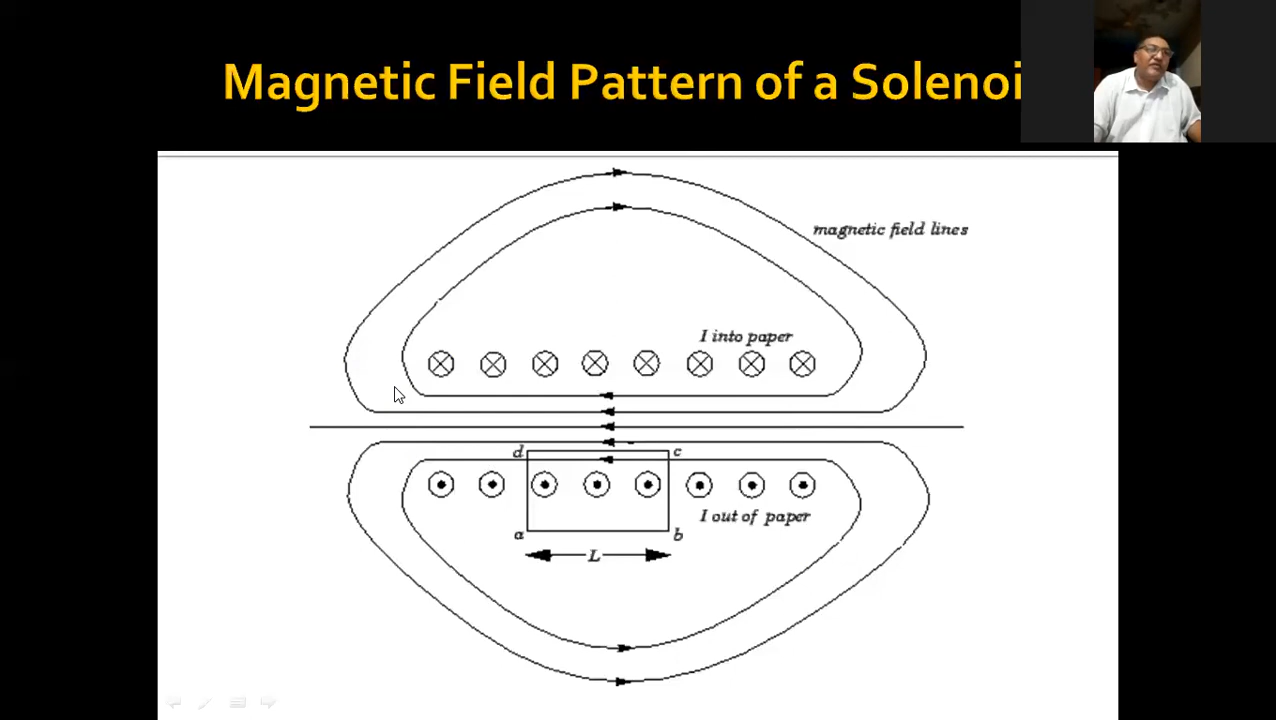 Magnetic Field Pattern of a Solenoi
magnetic field lines
I into paper
d
c
I out of paper
a
b
L